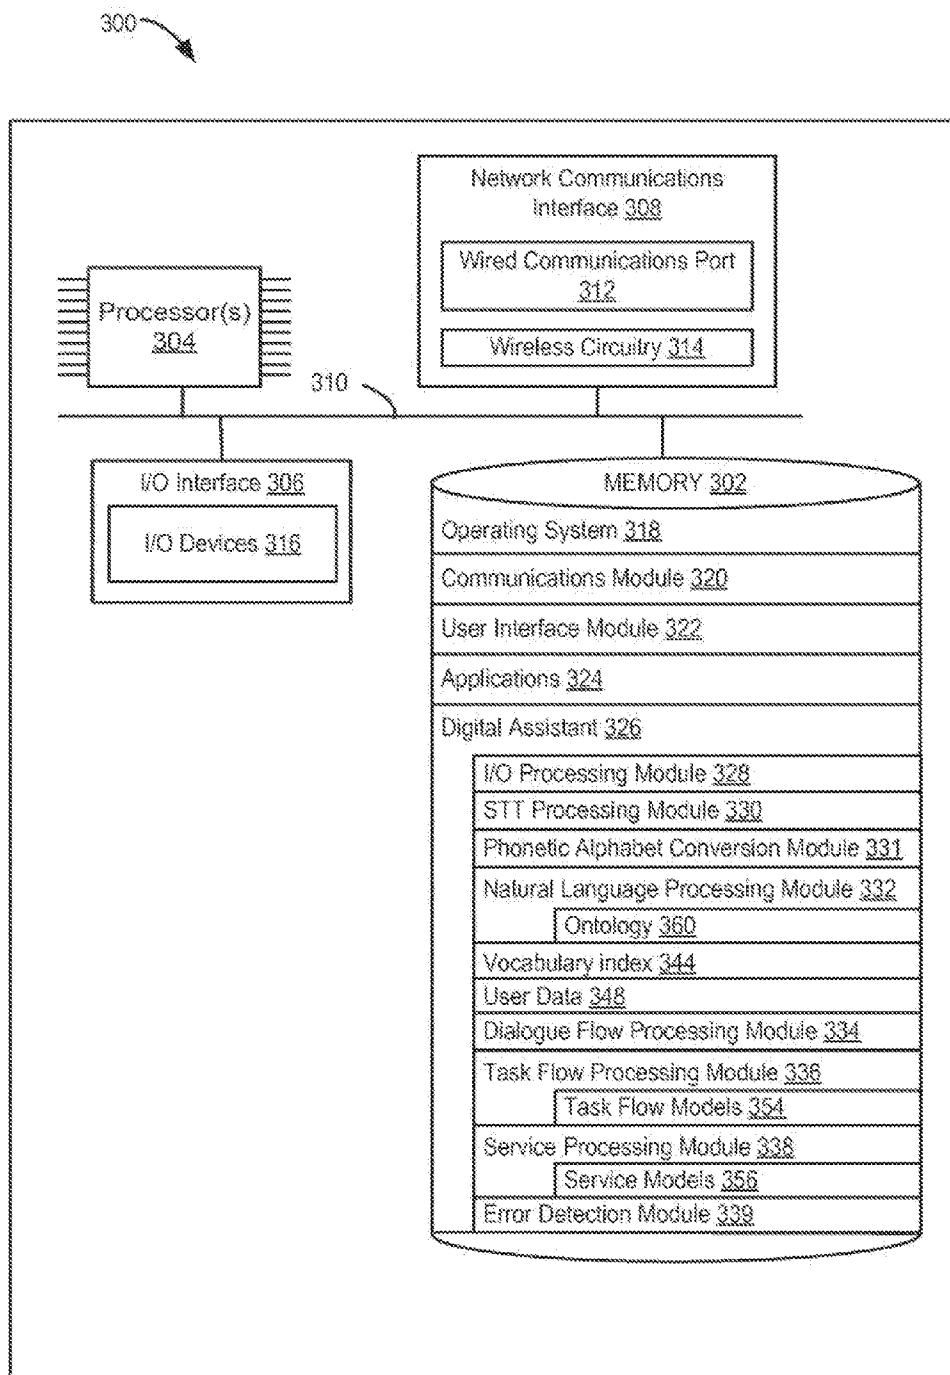 300
Network Communications
Interface 308
Wired Communications Port
312
Wireless Circuitry 314
Processor(s)
304
310
I/O Interface 306
I/O Devices 316
MEMORY 302
Operating System 318
Communications Module 320
User Interface Module 322
Applications 324
Digital Assistant 326
I/O Processing Module 328
STT Processing Module 330
Phonetic Alphabet Conversion Module 331
Natural Language Processing Module 332
Ontology 360
Vocabulary Index 344
User Data 348
Dialogue Flow Processing Module 334
Task Flow Processing Module 336
Task Flow Models 354
Service Processing Module 338
Service Models 356
Error Detection Module 339